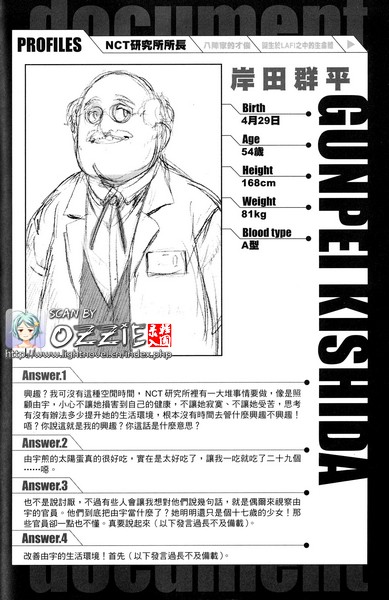 document
PROFILES
NCT研究所所長
八陣家的才俊
誕生於LAFI之中的生命體
岸田群平
GUNPEI KISHIDA
Birth
4月29日
Age
54歲
Height
168cm
Weight
81kg
Blood type
A型
SCAN BY
OZZIE
http://www.lightnovel.cn/index.php
Answer.1
興趣？我可沒有這種空閒時間，NCT研究所裡有一大堆事情要做，像是照
顧由宇，小心不讓她損害到自己的健康，不讓她寂寞、不讓她受苦，思考
有沒有辦法多少提升她的生活環境，根本沒有時間去管什麼興趣不興趣！
唔？你說這就是我的興趣？你這話是什麼意思？
Answer.2
由宇煎的太陽蛋真的很好吃，實在是太好吃了，讓我一吃就吃了二十九個
……嗯。
Answer.3
也不是說討厭，不過有些人會讓我想對他們說幾句話，就是偶爾來視察由
宇的官員。他們到底把由宇當什麼了？她明明還只是個十七歲的少女！那
些官員卻一點也不懂。真要說起來（以下發言過長不及備載）。
Answer.4
改善由宇的生活環境！首先（以下發言過長不及備載）。
document